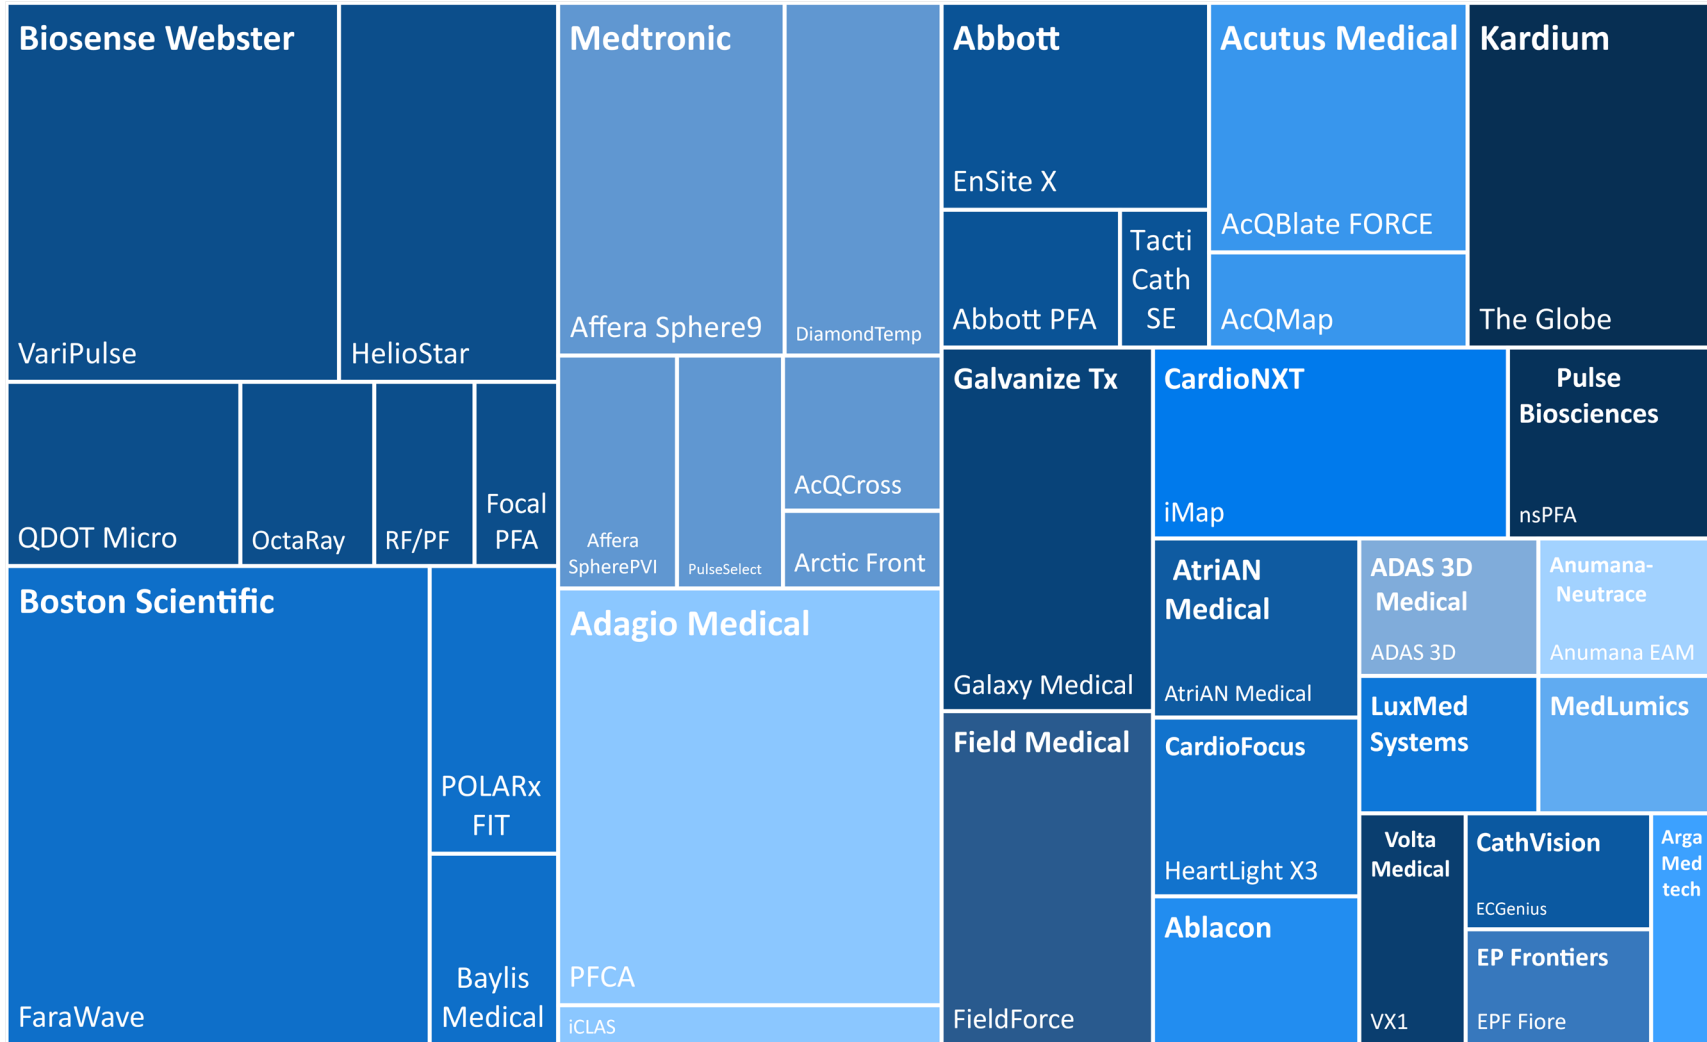 Biosense Webster
VariPulse
HelioStar
QDOT Micro
OctaRay
RF/PF
Focal
PFA
Boston Scientific
FaraWave
POLARx
FIT
Baylis
Medical
Medtronic
Affera Sphere9
DiamondTemp
Affera
SpherePVI
PulseSelect
AcQCross
Arctic Front
Adagio Medical
PFCA
iCLAS
Abbott
EnSite X
Abbott PFA
Tacti
Cath
SE
Acutus Medical
AcQBlate FORCE
AcQMap
Kardium
The Globe
Galvanize Tx
Galaxy Medical
Field Medical
FieldForce
CardioNXT
iMap
Pulse
Biosciences
nsPFA
AtriAN
Medical
AtriAN Medical
CardioFocus
HeartLight X3
Ablacon
ADAS 3D
Medical
ADAS 3D
Anumana-
Neutrace
Anumana EAM
LuxMed
Systems
MedLumics
Volta
Medical
VX1
CathVision
ECGenius
EP Frontiers
EPF Fiore
Arga
Med
tech